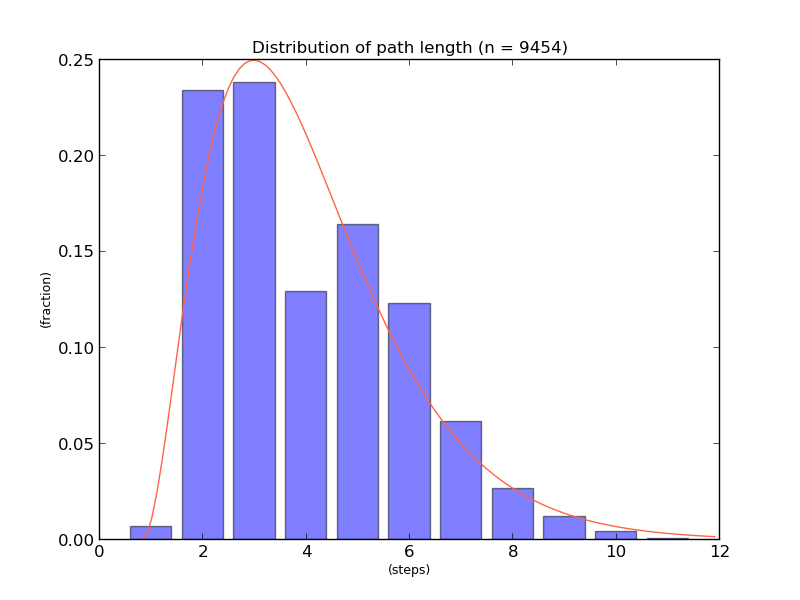 Distribution of path length (n = 9454)
0.25
0.20
0.15
0.10
0.05
0.00
(fraction)
0 2 4 6 8 10 12
(steps)